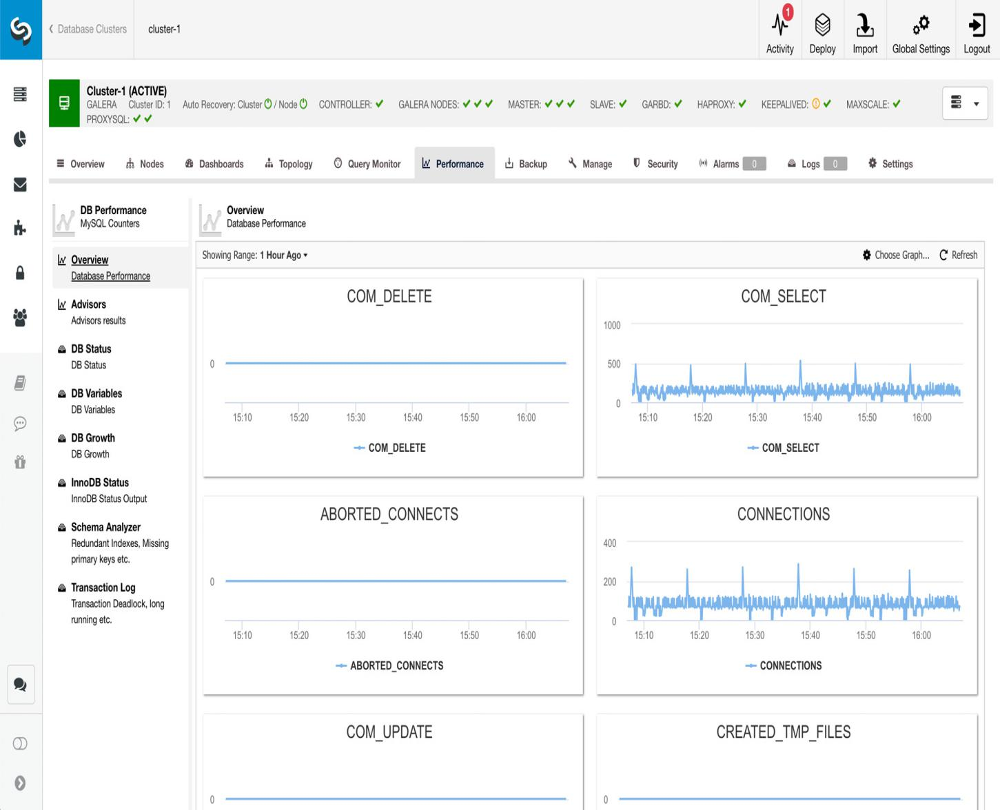 Database Clusters
cluster-1
1
Activity
Deploy
Import
Global Settings
Logout
Cluster-1 (ACTIVE)
GALERA Cluster ID: 1 Auto Recovery: Cluster / Node CONTROLLER: GALERA NODES: MASTER: SLAVE: GARBD: HAPROXY: KEEPALIVED: MAXSCALE:
PROXYSQL:
Overview Nodes Dashboards Topology Query Monitor Performance Backup Manage Security Alarms 0 Logs 0 Settings
DB Performance
MySQL Counters
Overview
Database Performance
Advisors
Advisors results
DB Status
DB Status
DB Variables
DB Variables
DB Growth
DB Growth
InnoDB Status
InnoDB Status Output
Schema Analyzer
Redundant Indexes, Missing
primary keys etc.
Transaction Log
Transaction Deadlock, long
running etc.
Overview
Database Performance
Showing Range: 1 Hour Ago
Choose Graph... Refresh
COM_DELETE
0
15:10 15:20 15:30 15:40 15:50 16:00
COM_DELETE
COM_SELECT
1000
500
0
15:10 15:20 15:30 15:40 15:50 16:00
COM_SELECT
ABORTED_CONNECTS
0
15:10 15:20 15:30 15:40 15:50 16:00
ABORTED_CONNECTS
CONNECTIONS
400
200
0
15:10 15:20 15:30 15:40 15:50 16:00
CONNECTIONS
COM_UPDATE
0
CREATED_TMP_FILES
0